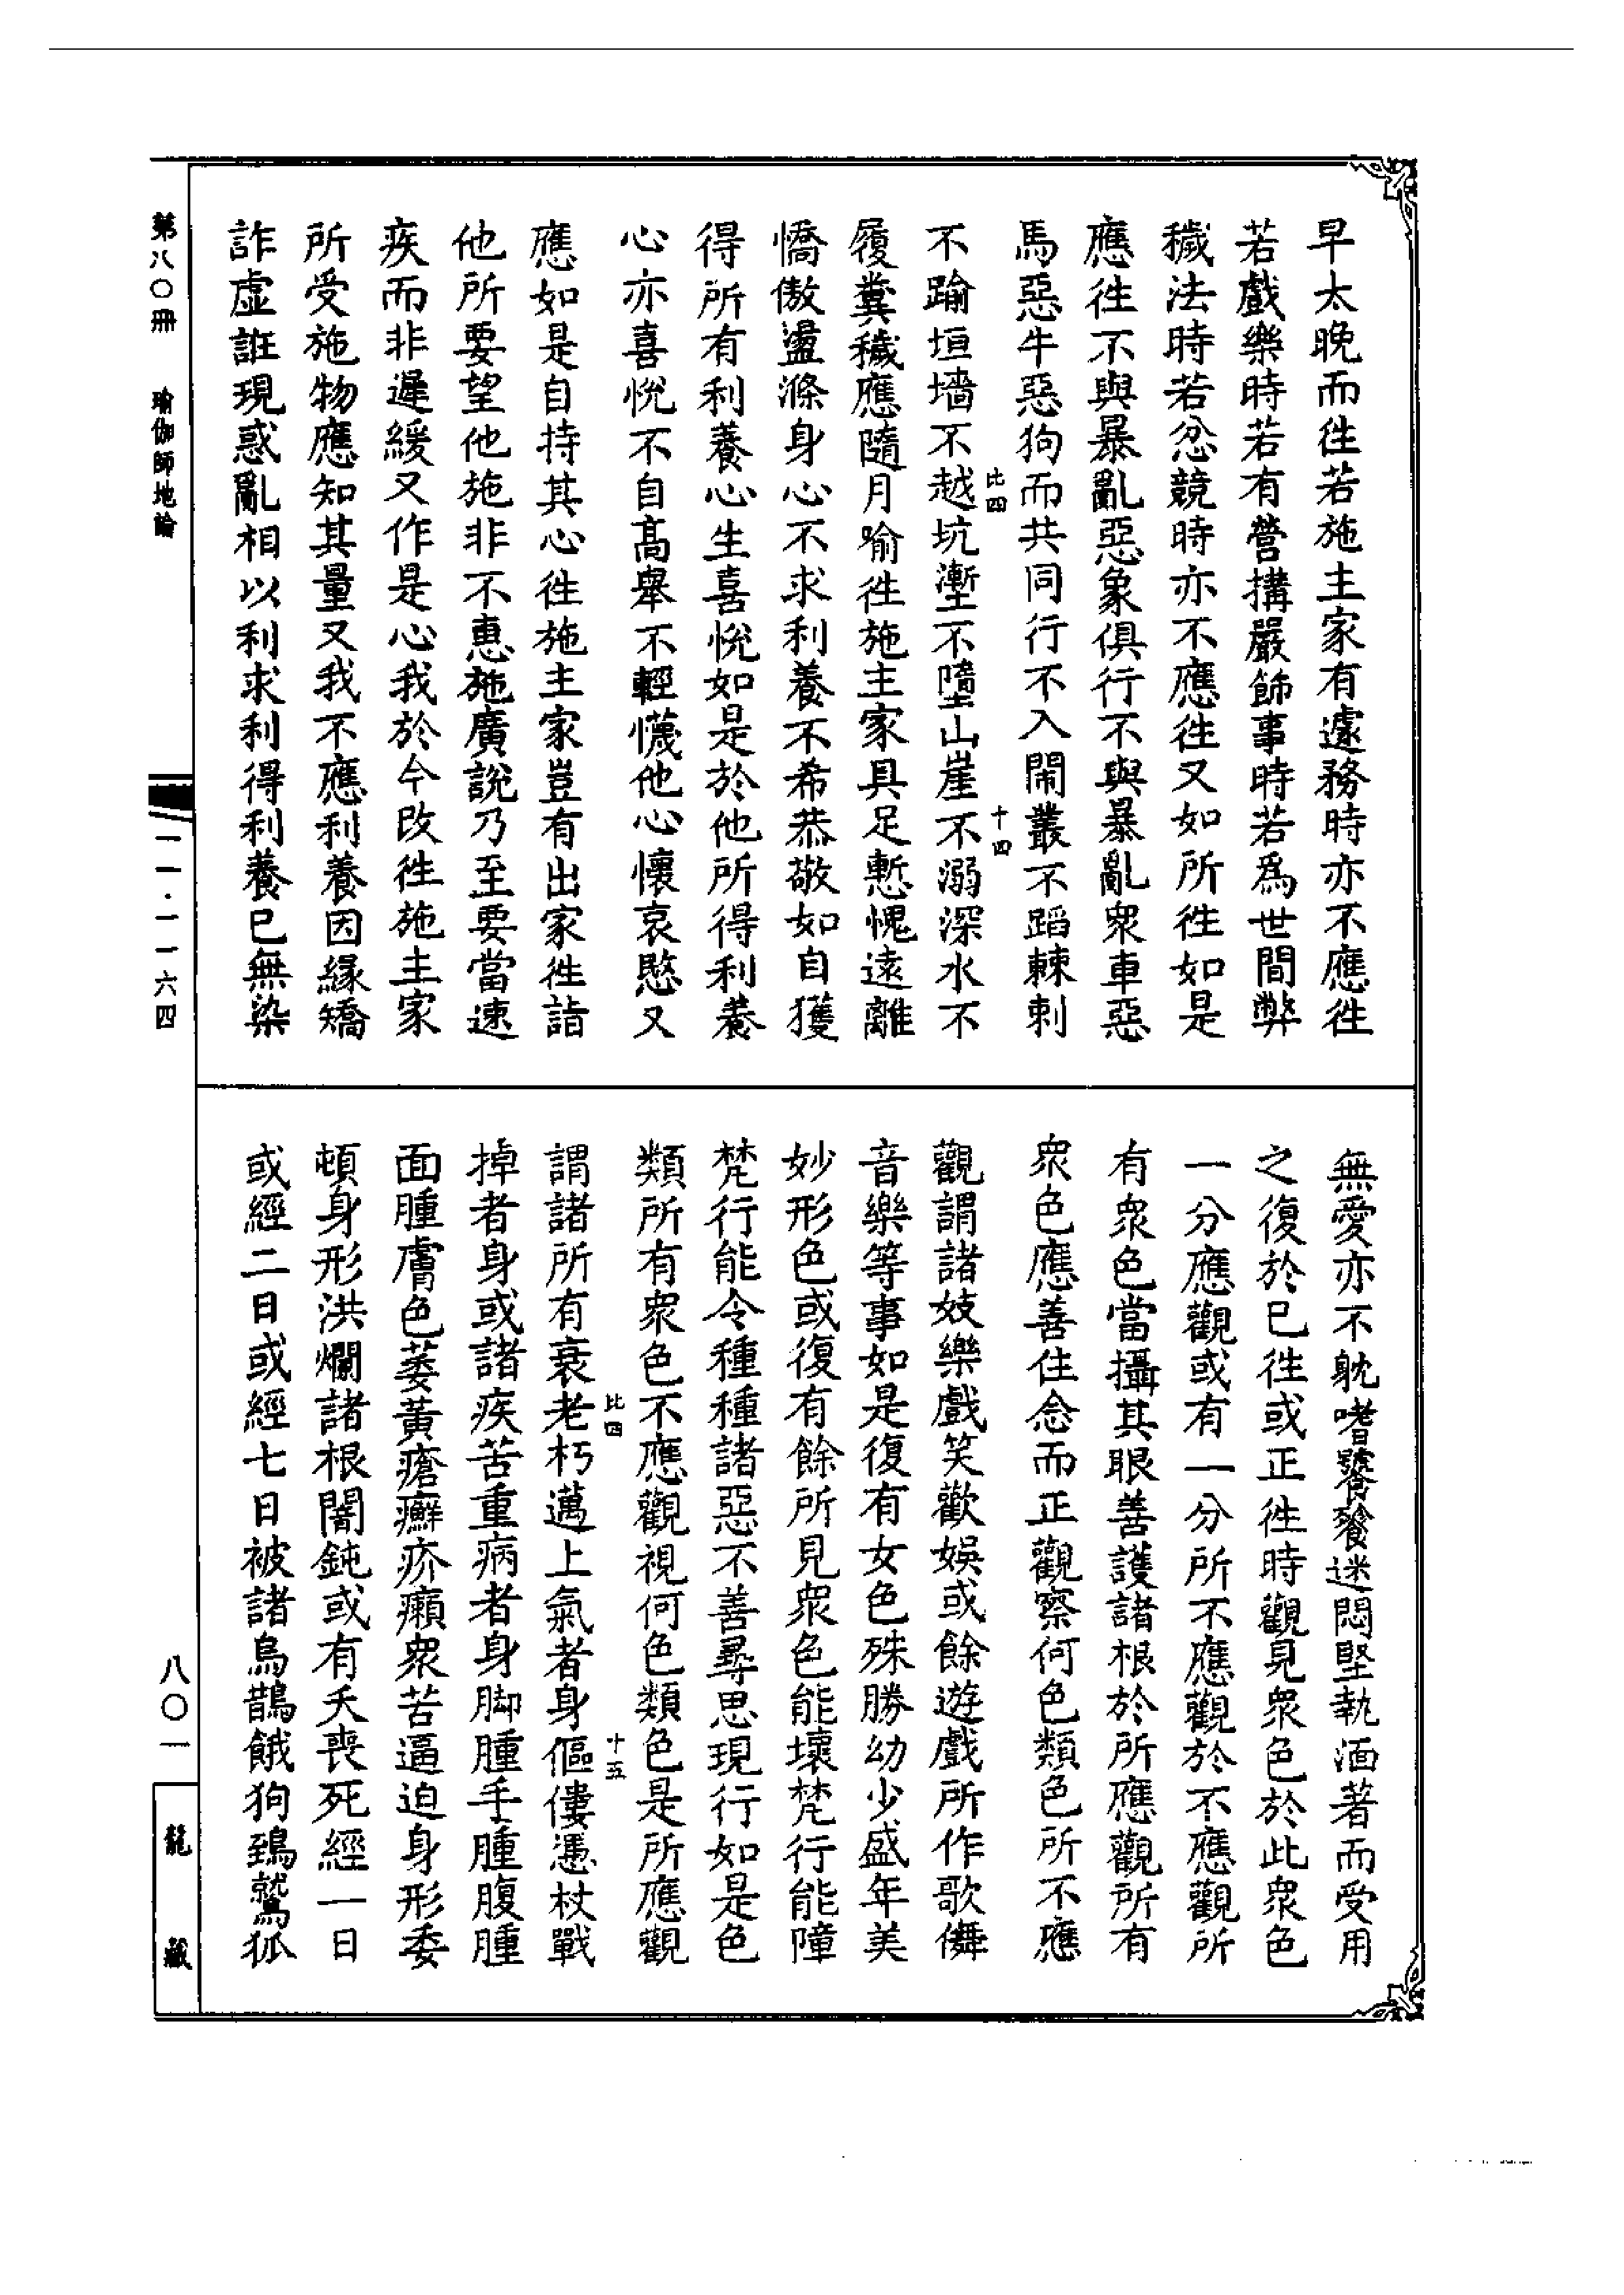 早太晚而往若施主家有遽務時亦不應往
若戲樂時若有營搆嚴飾事時若為世間弊
穢法時若忿競時亦不應往又如所往如是
應往不與暴亂惡象俱行不與暴亂眾車惡
馬惡牛惡狗而共同行不入閙叢不蹈棘刺
比四
十四
不踰垣墻不越坑壍不墮山崖不溺深水不
履糞穢應隨月喻往施主家具足慙愧遠離
憍傲盪滌身心不求利養不希恭敬如自獲
得所有利養心生喜悅如是於他所得利養
心亦喜悅不自髙舉不輕懱他心懷哀愍又
應如是自持其心往施主家豈有出家往詣
他所要望他施非不惠施廣說乃至要當速
疾而非遲緩又作是心我於今改往施主家
所受施物應知其量又我不應利養因緣矯
詐虛誑現惑亂相以利求利得利養已無染
無愛亦不躭嗜饕餮迷悶堅執湎著而受用
之復於已往或正往時觀見眾色於此眾色
一分應觀或有一分所不應觀於不應觀所
有眾色當攝其眼善護諸根於所應觀所有
眾色應善住念而正觀察何色類色所不應
觀謂諸妓樂戲笑歡娛或餘遊戲所作歌儛
音樂等事如是復有女色殊勝幼少盛年美
妙形色或復有餘所見眾色能壞梵行能障
梵行能令種種諸惡不善尋思現行如是色
類所有眾色不應觀視何色類色是所應觀
比四
十五
謂諸所有衰老朽邁上氣者身傴僂憑杖戰
掉者身或諸疾苦重病者身脚腫手腫腹腫
面腫膚色萎黃瘡癬疥癩眾苦逼迫身形委
頓身形洪爛諸根闇鈍或有夭喪死經一日
或經二日或經七日被諸烏鵲餓狗鵄鷲狐
第八〇冊　瑜伽師地論
一一·一一六四
八〇一
龍藏